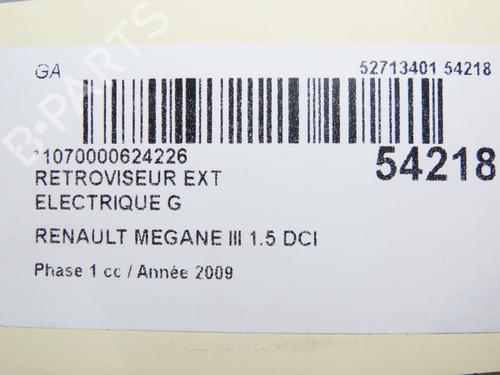 GA
52713401 54218
*1070000624226
54218
RETROVISEUR EXT
ELECTRIQUE G
RENAULT MEGANE III 1.5 DCI
Phase 1 cc / Année 2009
B-PARTS